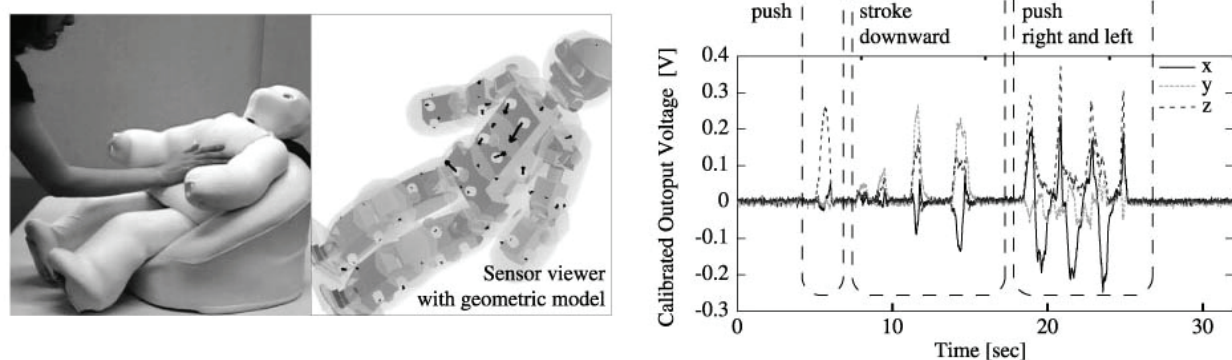 Sensor viewer
with geometric model
push
stroke
downward
push
right and left
Calibrated Outoput Voltage [V]
0.4
0.3
0.2
0.1
0
-0.1
-0.2
-0.3
x
y
z
0
10
20
30
Time [sec]